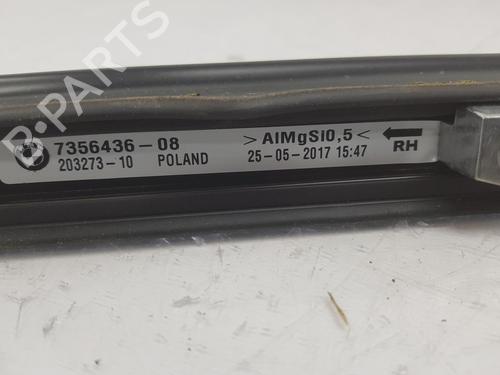 B-PARTS
7356436-08 >AlMgSI0,5<
203273-10 POLAND 25-05-2017 15:47 RH